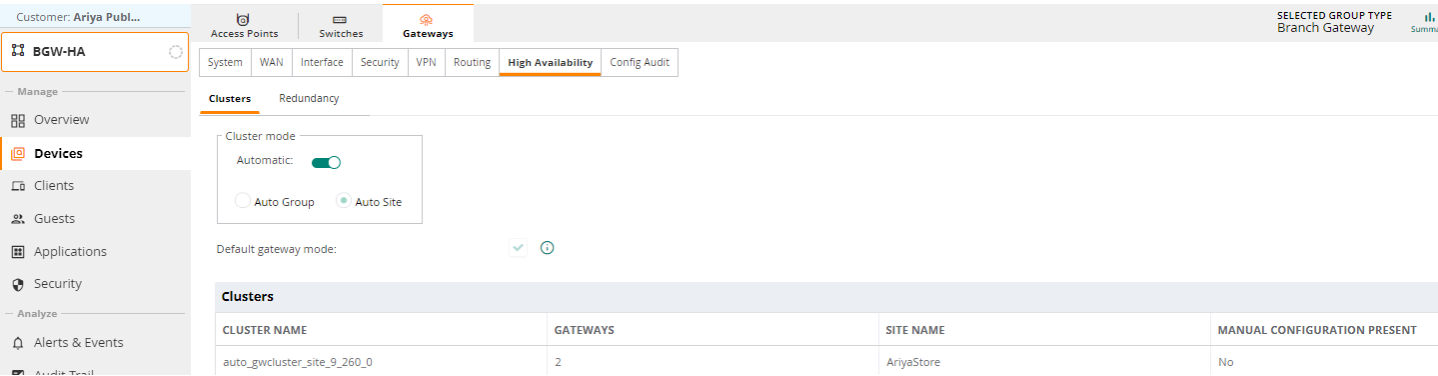 Customer: Ariya Publ...
BGW-HA
Manage
Overview
Devices
Clients
Guests
Applications
Security
Analyze
Alerts & Events
Audit Trail
Access Points
Switches
Gateways
SELECTED GROUP TYPE
Branch Gateway
Summa
System WAN Interface Security VPN Routing High Availability Config Audit
Clusters Redundancy
Cluster mode
Automatic:
Auto Group Auto Site
Default gateway mode:
Clusters
CLUSTER NAME GATEWAYS SITE NAME MANUAL CONFIGURATION PRESENT
auto_gwcluster_site_9_260_0 2 AriyaStore No